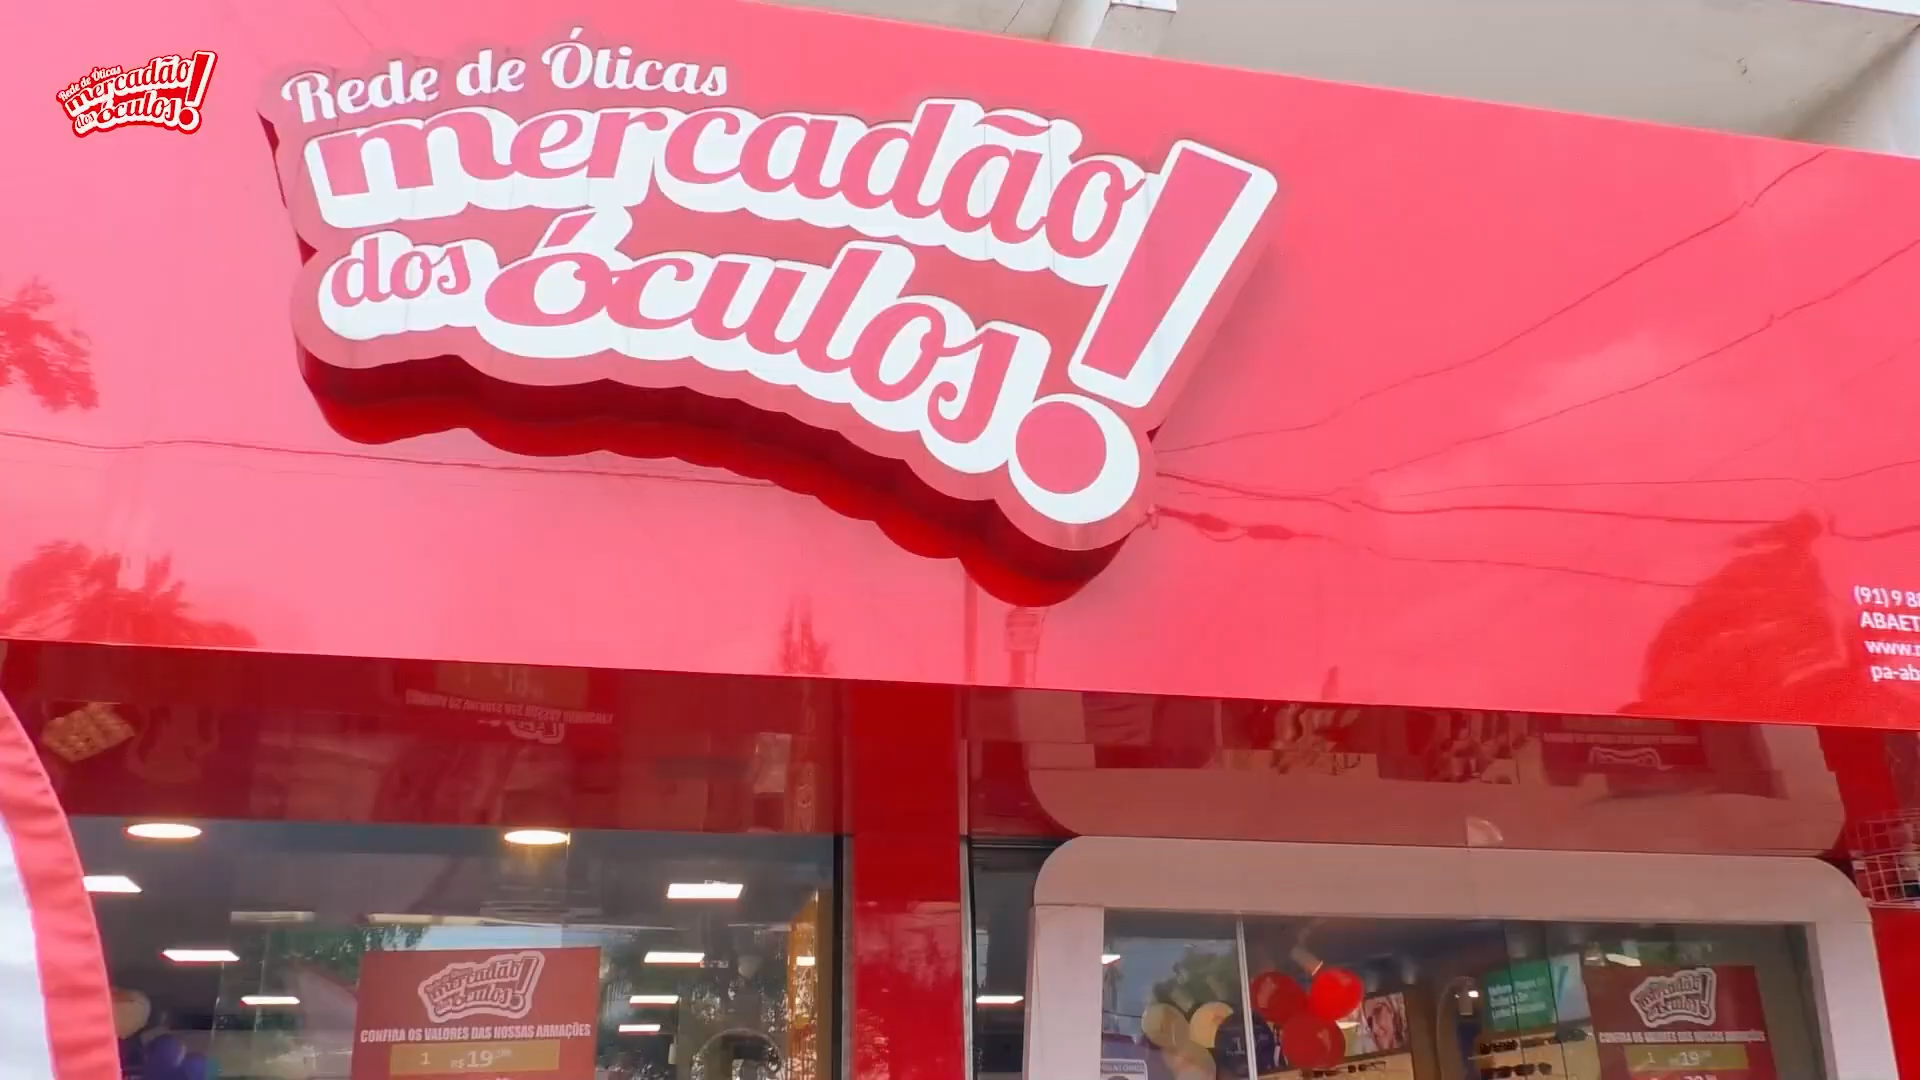 Rede de Óticas
mercadão
dos óculos!
Rede de Óticas
mercadão
dos óculos!
(91) 9
ABAET
www.
pa-ab
mercadão
dos óculos!
CONFIRA OS VALORES DAS NOSSAS ARMAÇÕES
1 R$19
mercadão
dos óculos!
CONFIRA OS VALORES DAS NOSSAS ARMAÇÕES
1 R$19